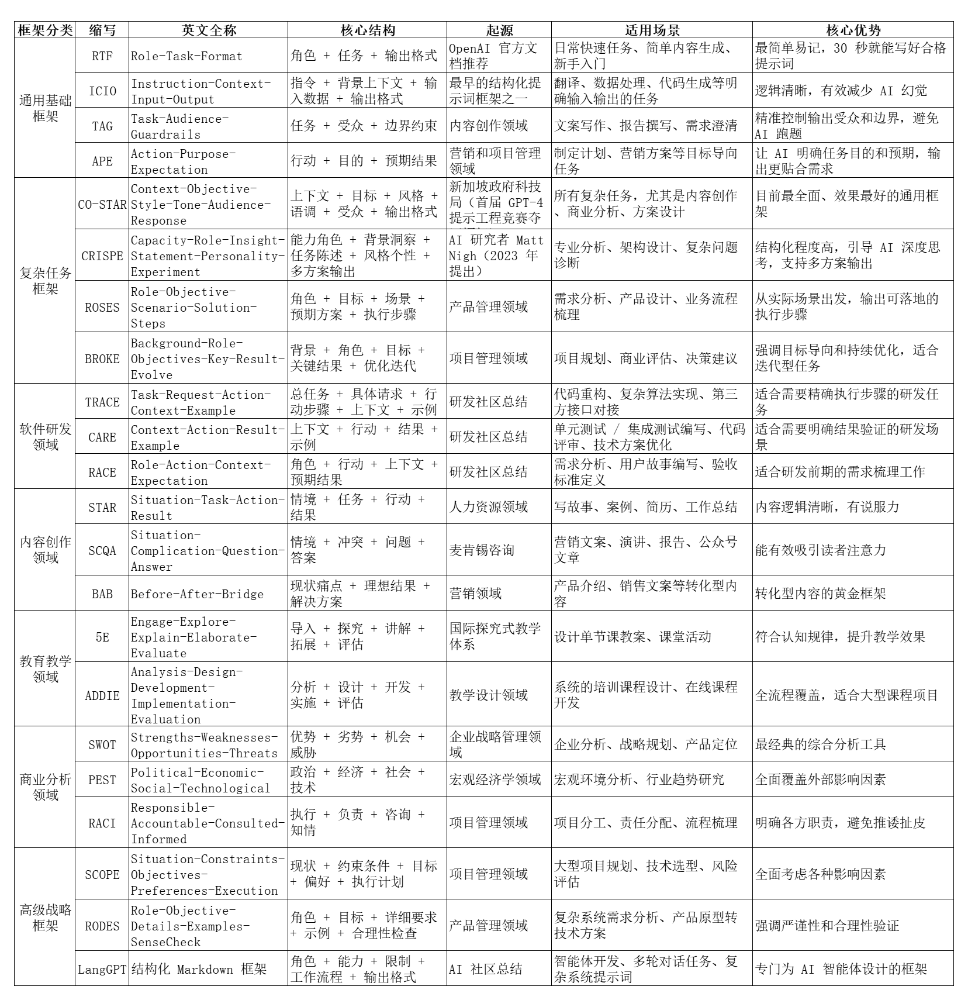 框架分类 缩写 英文全称 核心结构 起源 适用场景 核心优势
通用基础
框架
RTF
Role-Task-Format
角色 + 任务 + 输出格式
OpenAI 官方文
档推荐
日常快速任务、简单内容生成、
新手入门
最简单易记，30 秒就能写好合格
提示词
ICIO
Instruction-Context-
Input-Output
指令 + 背景上下文 + 输
入数据 + 输出格式
最早的结构化提
示词框架之一
翻译、数据处理、代码生成等明
确输入输出的任务
逻辑清晰，有效减少 AI 幻觉
TAG
Task-Audience-
Guardrails
任务 + 受众 + 边界约束
内容创作领域
文案写作、报告撰写、需求澄清
精准控制输出受众和边界，避免
AI 跑题
APE
Action-Purpose-
Expectation
行动 + 目的 + 预期结果
营销和项目管理
领域
制定计划、营销方案等目标导向
任务
让 AI 明确任务目的和预期，输
出更贴合需求
复杂任务
框架
CO-STAR
Context-Objective-
Style-Tone-Audience-
Response
上下文 + 目标 + 风格 +
语调 + 受众 + 输出格式
新加坡政府科技
局（首届 GPT-4
提示工程竞赛夺
所有复杂任务，尤其是内容创作
、商业分析、方案设计
目前最全面、效果最好的通用框
架
CRISPE
Capacity-Role-Insight-
Statement-Personality-
Experiment
能力角色 + 背景洞察 +
任务陈述 + 风格个性 +
多方案输出
AI 研究者 Matt
Nigh（2023 年
提出）
专业分析、架构设计、复杂问题
诊断
结构化程度高，引导 AI 深度思
考，支持多方案输出
ROSES
Role-Objective-
Scenario-Solution-
Steps
角色 + 目标 + 场景 +
预期方案 + 执行步骤
产品管理领域
需求分析、产品设计、业务流程
梳理
从实际场景出发，输出可落地的
执行步骤
BROKE
Background-Role-
Objectives-Key-Result-
Evolve
背景 + 角色 + 目标 +
关键结果 + 优化迭代
项目管理领域
项目规划、商业评估、决策建议
强调目标导向和持续优化，适合
迭代型任务
软件研发
领域
TRACE
Task-Request-Action-
Context-Example
总任务 + 具体请求 + 行
动步骤 + 上下文 + 示例
研发社区总结
代码重构、复杂算法实现、第三
方接口对接
适合需要精确执行步骤的研发任
务
CARE
Context-Action-Result-
Example
上下文 + 行动 + 结果 +
示例
研发社区总结
单元测试 / 集成测试编写、代码
评审、技术方案优化
适合需要明确结果验证的研发场
景
RACE
Role-Action-Context-
Expectation
角色 + 行动 + 上下文 +
预期结果
研发社区总结
需求分析、用户故事编写、验收
标准定义
适合研发前期的需求梳理工作
内容创作
领域
STAR
Situation-Task-Action-
Result
情境 + 任务 + 行动 +
结果
人力资源领域
写故事、案例、简历、工作总结
内容逻辑清晰，有说服力
SCQA
Situation-
Complication-Question-
Answer
情境 + 冲突 + 问题 +
答案
麦肯锡咨询
营销文案、演讲、报告、公众号
文章
能有效吸引读者注意力
BAB
Before-After-Bridge
现状痛点 + 理想结果 +
解决方案
营销领域
产品介绍、销售文案等转化型内
容
转化型内容的黄金框架
教育教学
领域
5E
Engage-Explore-
Explain-Elaborate-
Evaluate
导入 + 探究 + 讲解 +
拓展 + 评估
国际探究式教学
体系
设计单节课教案、课堂活动
符合认知规律，提升教学效果
ADDIE
Analysis-Design-
Development-
Implementation-
Evaluation
分析 + 设计 + 开发 +
实施 + 评估
教学设计领域
系统的培训课程设计、在线课程
开发
全流程覆盖，适合大型课程项目
商业分析
领域
SWOT
Strengths-Weaknesses-
Opportunities-Threats
优势 + 劣势 + 机会 +
威胁
企业战略管理领
域
企业分析、战略规划、产品定位
最经典的综合分析工具
PEST
Political-Economic-
Social-Technological
政治 + 经济 + 社会 +
技术
宏观经济学领域
宏观环境分析、行业趋势研究
全面覆盖外部影响因素
RACI
Responsible-
Accountable-Consulted-
Informed
执行 + 负责 + 咨询 +
知情
项目管理领域
项目分工、责任分配、流程梳理
明确各方职责，避免推诿扯皮
高级战略
框架
SCOPE
Situation-Constraints-
Objectives-
Preferences-Execution
现状 + 约束条件 + 目标
+ 偏好 + 执行计划
项目管理领域
大型项目规划、技术选型、风险
评估
全面考虑各种影响因素
RODES
Role-Objective-
Details-Examples-
SenseCheck
角色 + 目标 + 详细要求
+ 示例 + 合理性检查
产品管理领域
复杂系统需求分析、产品原型转
技术方案
强调严谨性和合理性验证
LangGPT
结构化 Markdown 框架
角色 + 能力 + 限制 +
工作流程 + 输出格式
AI 社区总结
智能体开发、多轮对话任务、复
杂系统提示词
专门为 AI 智能体设计的框架